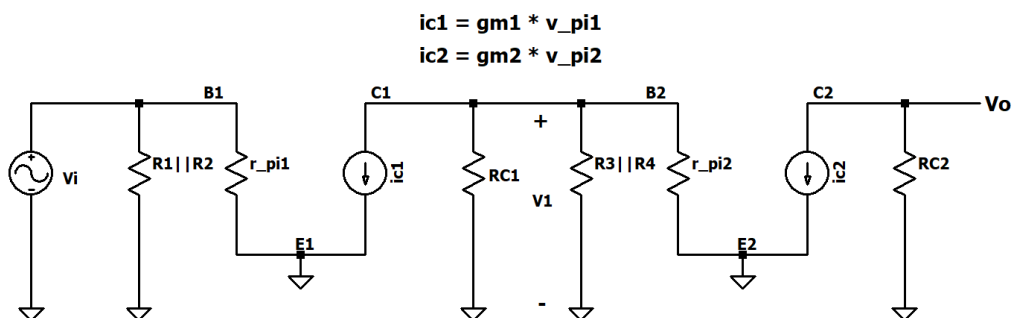 ic1 = gm1 * v_pi1
ic2 = gm2 * v_pi2
B1
C1
B2
C2
Vo
+
Vi
R1||R2
r_pi1
ic1
RC1
V1
R3||R4
r_pi2
ic2
RC2
E1
E2
-